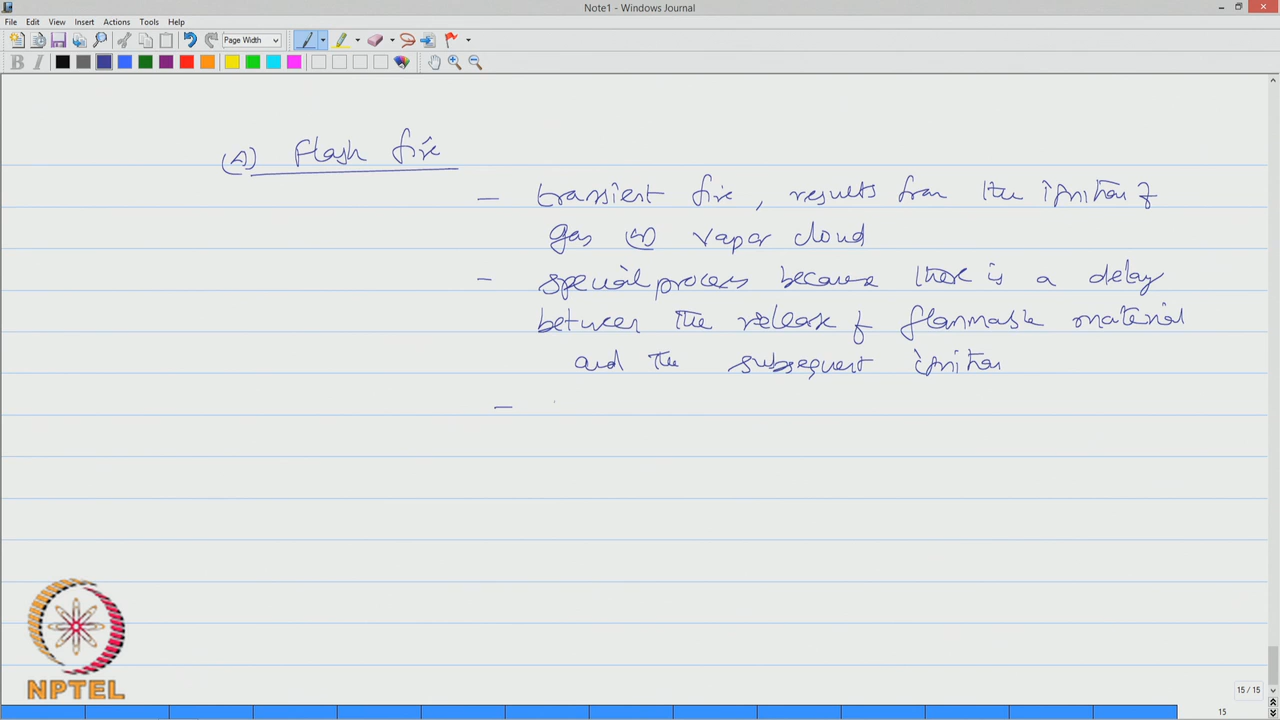 Note1 - Windows Journal
File Edit View Insert Actions Tools Help
Page Width
B I
(4) Flash fire
– transient fire, results from the ignition of
gas (or) vapor cloud
– special process because there is a delay
between the release of flammable material
and the subsequent ignition
–
NPTEL
15 / 15
15